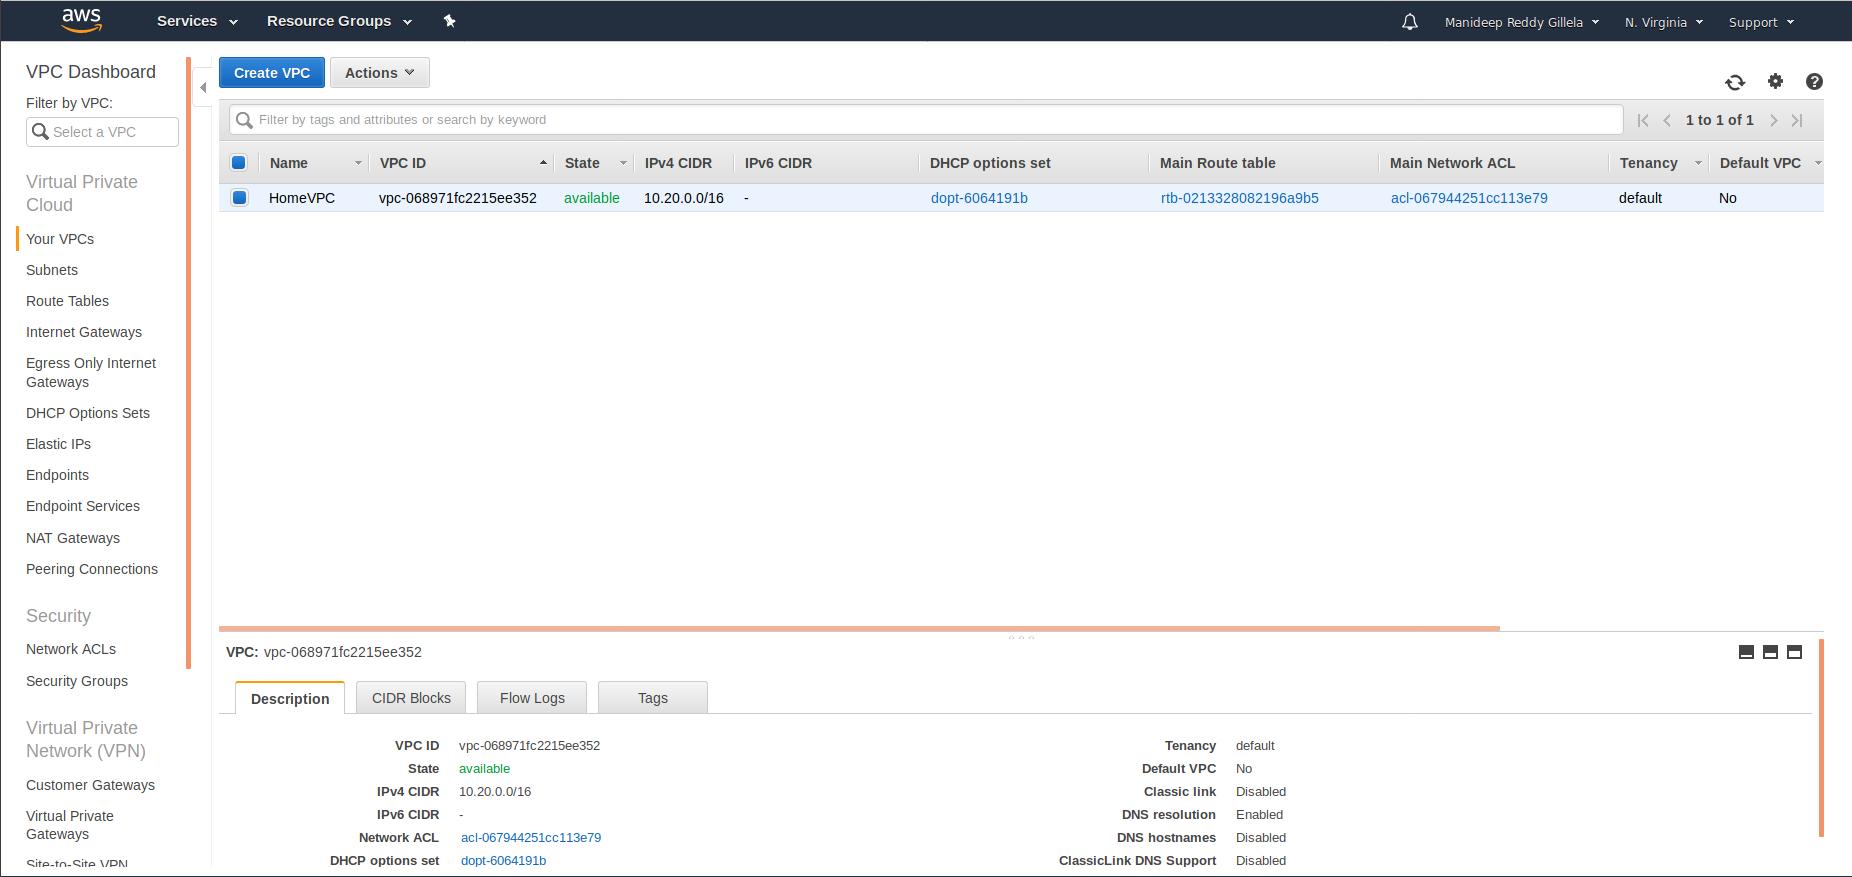 aws Services Resource Groups Manideep Reddy Gillela N. Virginia Support
VPC Dashboard
Filter by VPC:
Select a VPC
Virtual Private
Cloud
Your VPCs
Subnets
Route Tables
Internet Gateways
Egress Only Internet
Gateways
DHCP Options Sets
Elastic IPs
Endpoints
Endpoint Services
NAT Gateways
Peering Connections
Security
Network ACLs
Security Groups
Virtual Private
Network (VPN)
Customer Gateways
Virtual Private
Gateways
Site-to-Site VPN
Create VPC Actions
Filter by tags and attributes or search by keyword 1 to 1 of 1
Name VPC ID State IPv4 CIDR IPv6 CIDR DHCP options set Main Route table Main Network ACL Tenancy Default VPC
HomeVPC vpc-068971fc2215ee352 available 10.20.0.0/16 - dopt-6064191b rtb-0213328082196a9b5 acl-067944251cc113e79 default No
VPC: vpc-068971fc2215ee352
Description CIDR Blocks Flow Logs Tags
VPC ID vpc-068971fc2215ee352 Tenancy default
State available Default VPC No
IPv4 CIDR 10.20.0.0/16 Classic link Disabled
IPv6 CIDR - DNS resolution Enabled
Network ACL acl-067944251cc113e79 DNS hostnames Disabled
DHCP options set dopt-6064191b ClassicLink DNS Support Disabled